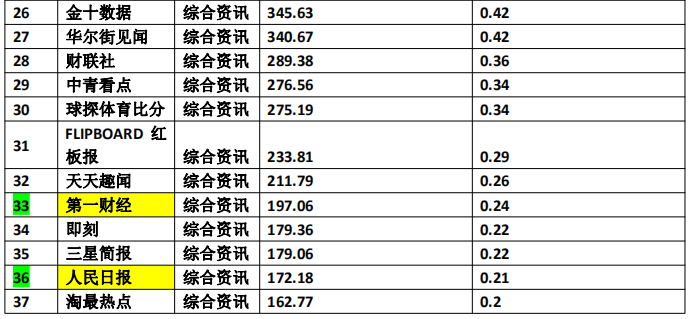 26 金十数据 综合资讯 345.63 0.42
27 华尔街见闻 综合资讯 340.67 0.42
28 财联社 综合资讯 289.38 0.36
29 中青看点 综合资讯 276.56 0.34
30 球探体育比分 综合资讯 275.19 0.34
31 FLIPBOARD 红
板报 综合资讯 233.81 0.29
32 天天趣闻 综合资讯 211.79 0.26
33 第一财经 综合资讯 197.06 0.24
34 即刻 综合资讯 179.36 0.22
35 三星简报 综合资讯 179.06 0.22
36 人民日报 综合资讯 172.18 0.21
37 淘最热点 综合资讯 162.77 0.2